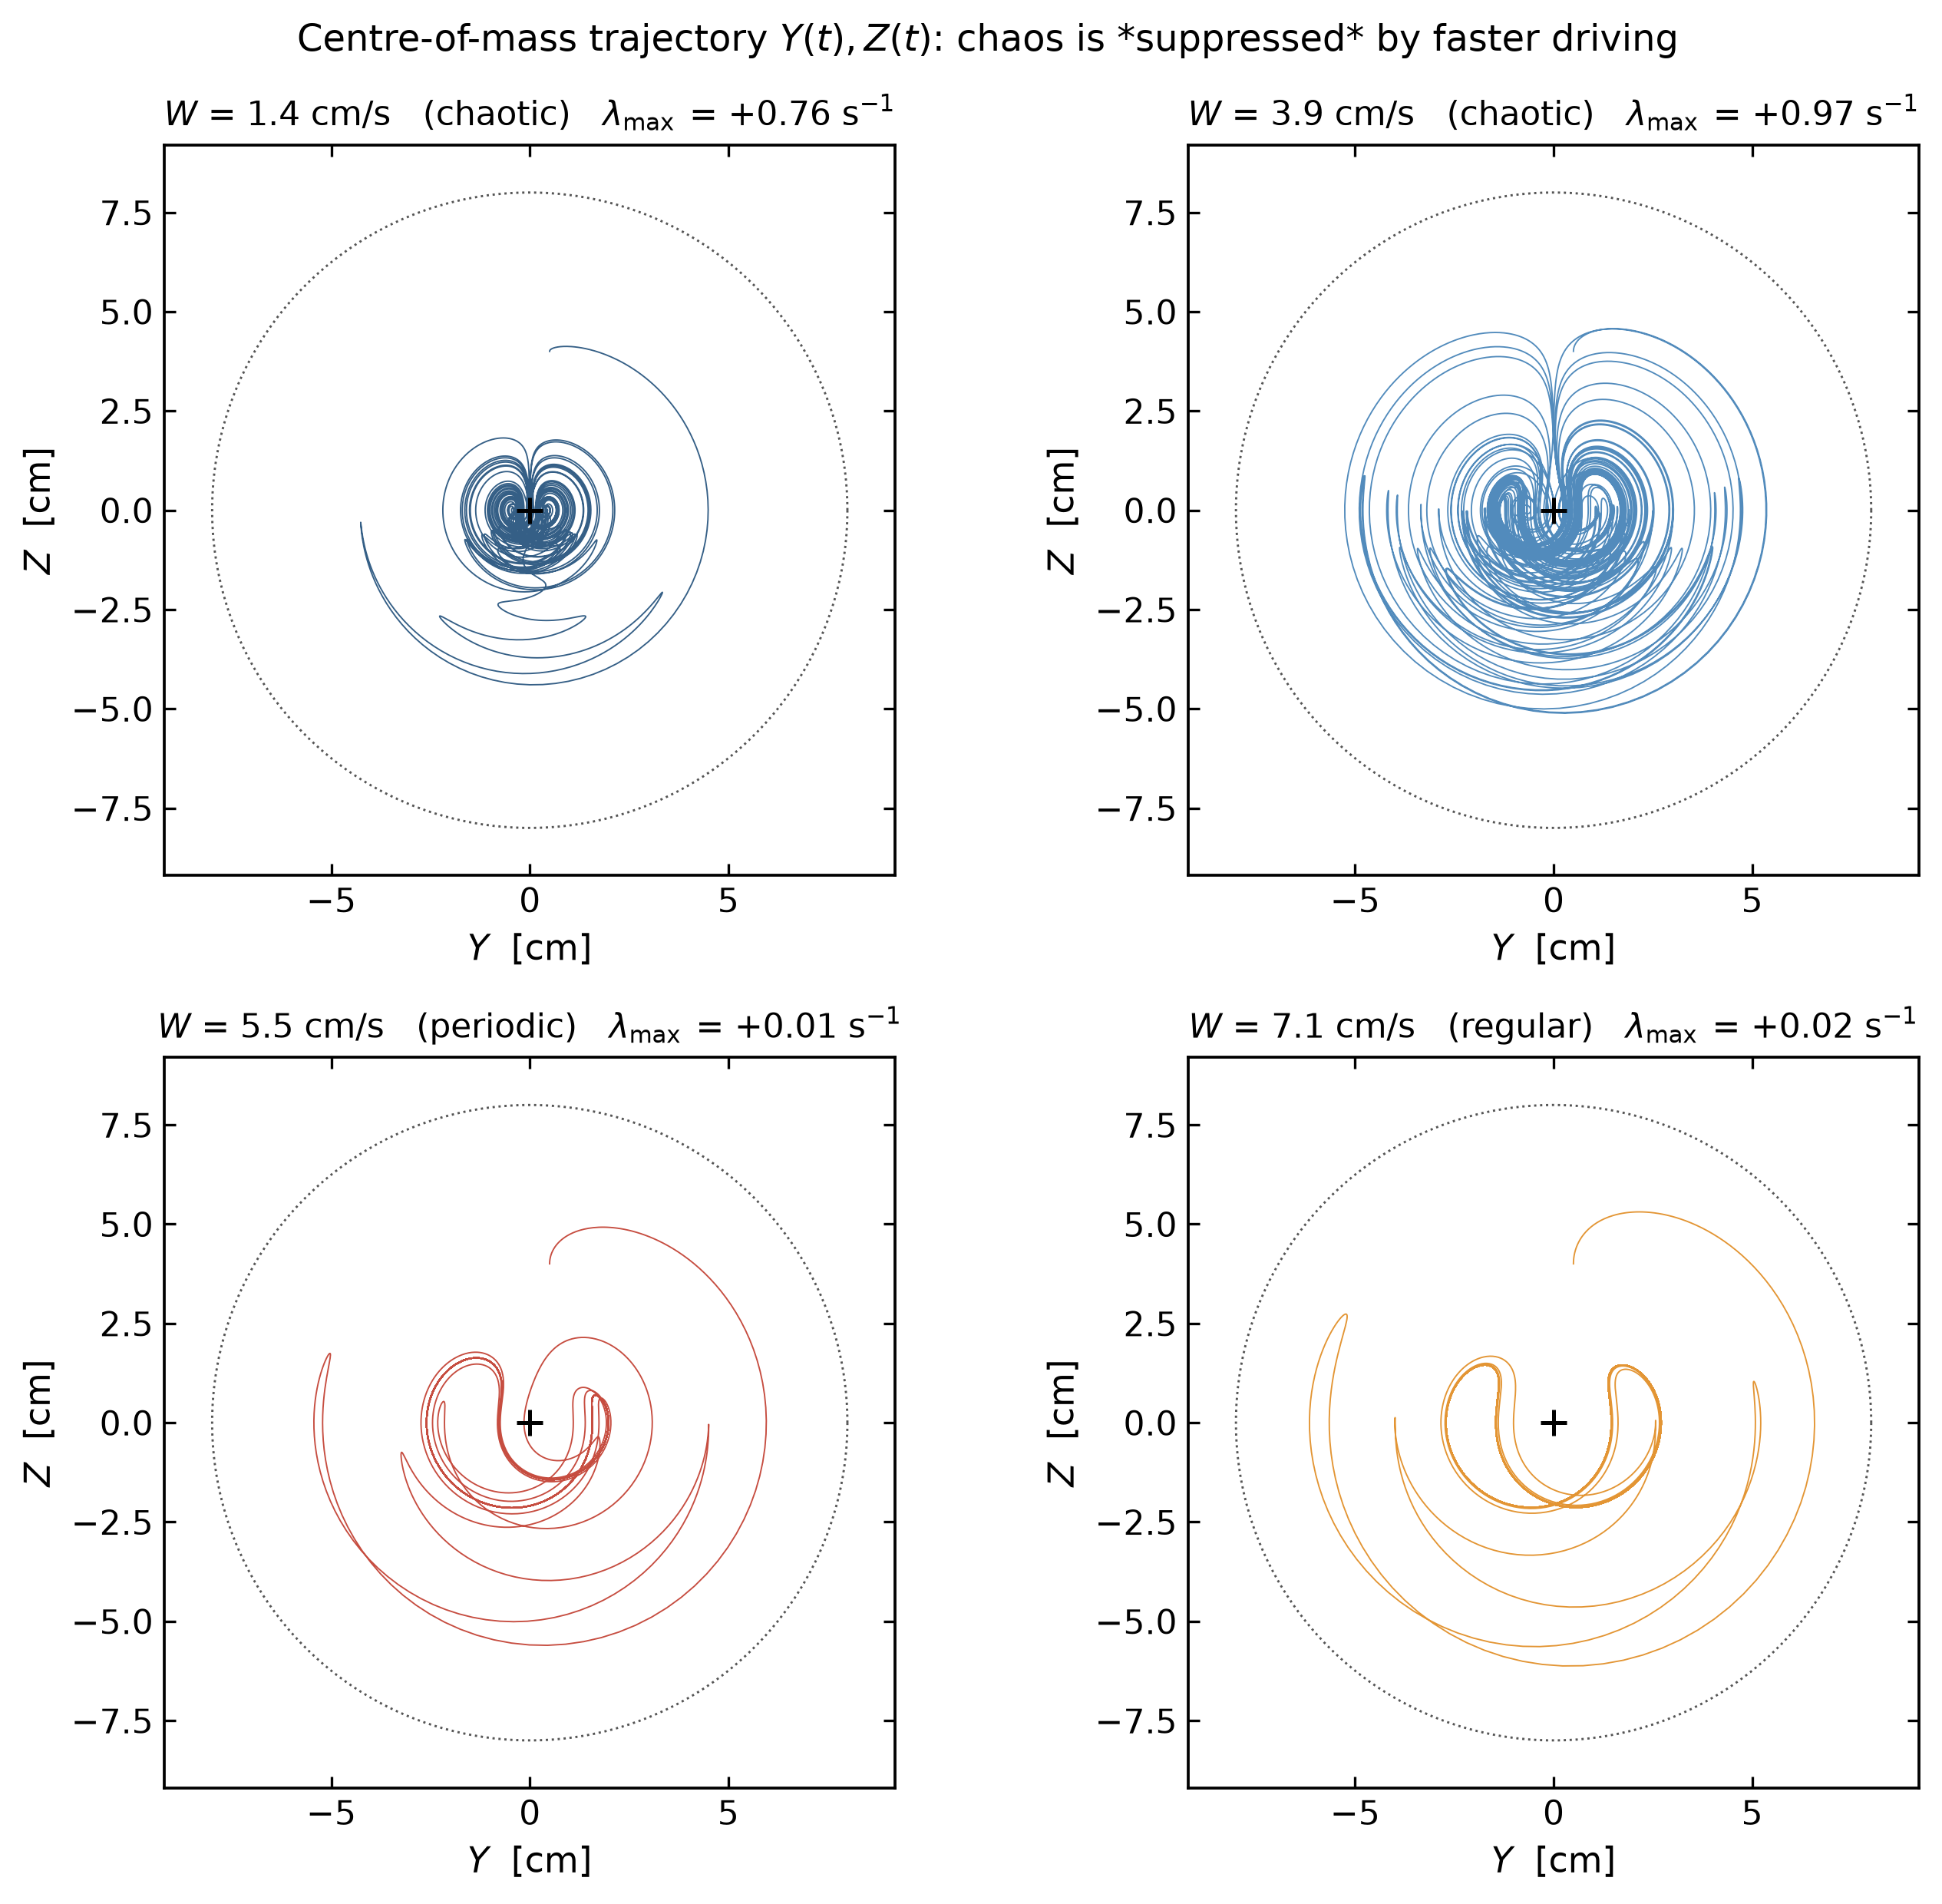 Centre-of-mass trajectory Y(t), Z(t): chaos is *suppressed* by faster driving
W = 1.4 cm/s (chaotic) λmax = +0.76 s⁻¹
7.5
5.0
2.5
0.0
−2.5
−5.0
−7.5
Z [cm]
−5 0 5
Y [cm]
W = 3.9 cm/s (chaotic) λmax = +0.97 s⁻¹
7.5
5.0
2.5
0.0
−2.5
−5.0
−7.5
Z [cm]
−5 0 5
Y [cm]
W = 5.5 cm/s (periodic) λmax = +0.01 s⁻¹
7.5
5.0
2.5
0.0
−2.5
−5.0
−7.5
Z [cm]
−5 0 5
Y [cm]
W = 7.1 cm/s (regular) λmax = +0.02 s⁻¹
7.5
5.0
2.5
0.0
−2.5
−5.0
−7.5
Z [cm]
−5 0 5
Y [cm]